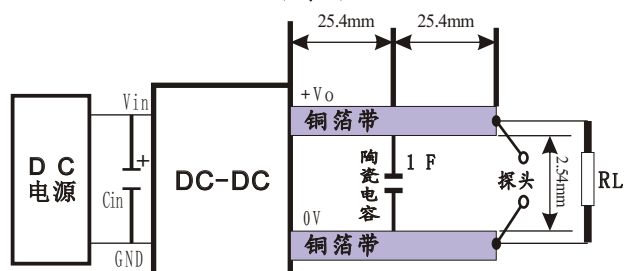 25.4mm 25.4mm
Vin
+Vo
铜箔带
DC
电源
+
Cin
DC-DC
陶瓷电容
1 F
探头
2.54mm
RL
0V
铜箔带
GND